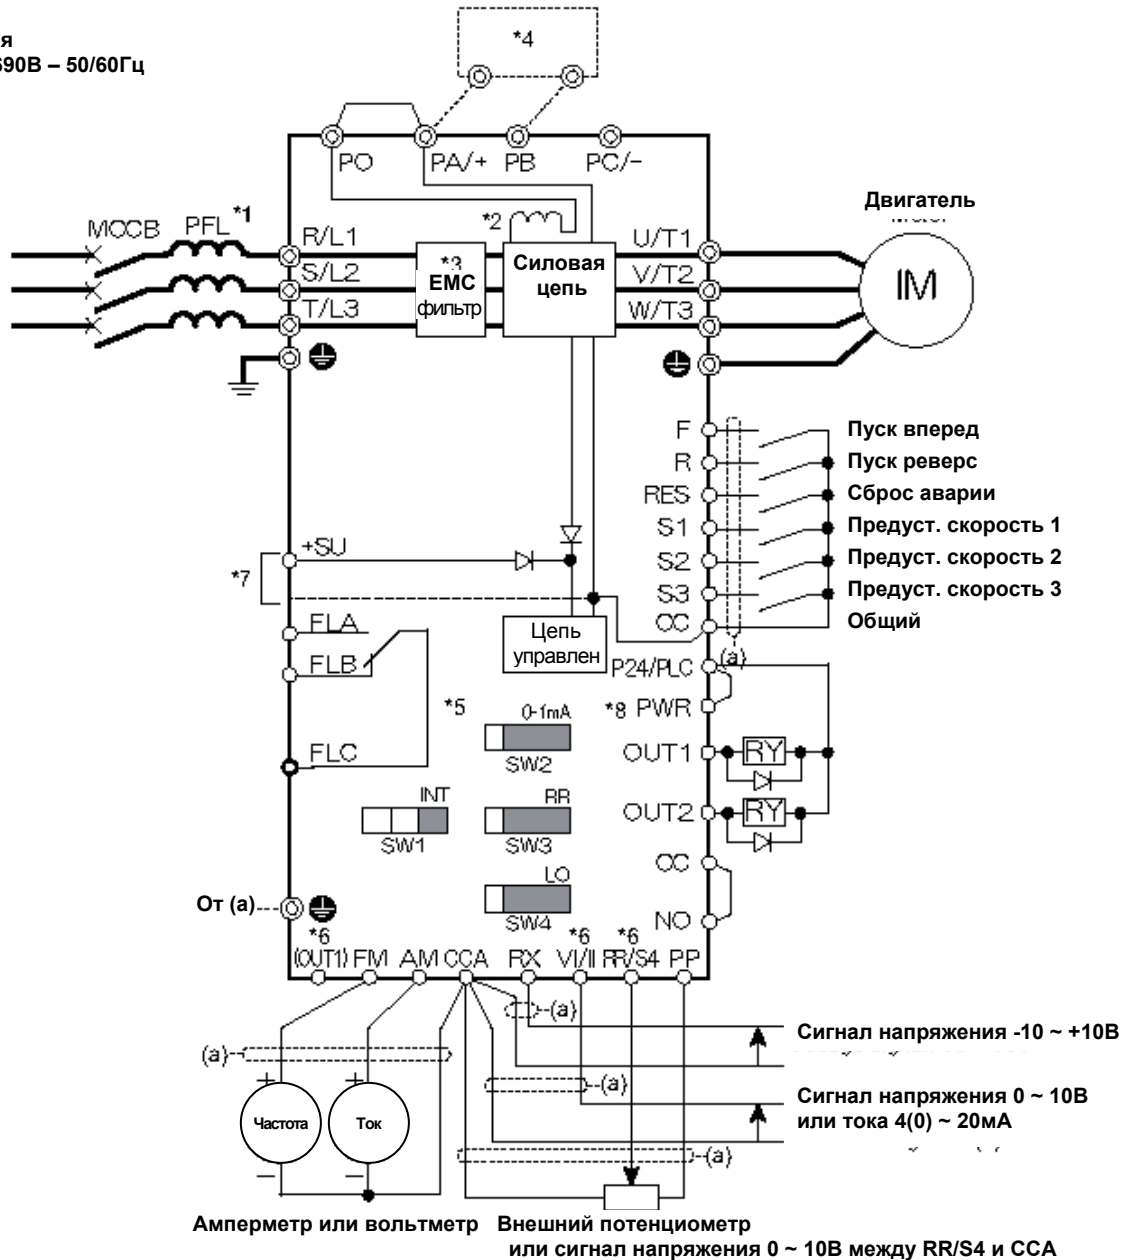 я
690В – 50/60Гц
*4
PO
PA/+
PB
PC/-
Двигатель
MCCB
PFL
*1
*2
R/L1
U/T1
S/L2
*3
EMC
фильтр
Силовая
цепь
V/T2
IM
T/L3
W/T3
F
Пуск вперед
R
Пуск реверс
RES
Сброс аварии
S1
Предуст. скорость 1
+SU
S2
Предуст. скорость 2
*7
S3
Предуст. скорость 3
CC
Общий
FLA
Цепь
управлен
(a)
FLB
P24/PLC
*5
0-1mA
*8 PWR
SW2
FLC
OUT1
RY
INT
RR
SW1
SW3
OUT2
RY
LO
CC
SW4
От (а)
NO
*6
*6
*6
(OUT1)
FM
AM
CCA
RX
VI/II
RR/S4
PP
(a)
Сигнал напряжения -10 ~ +10В
(a)
(a)
+
+
Сигнал напряжения 0 ~ 10В
или тока 4(0) ~ 20мА
Частота
Ток
(a)
–
–
Амперметр или вольтметр
Внешний потенциометр
или сигнал напряжения 0 ~ 10В между RR/S4 и CCA